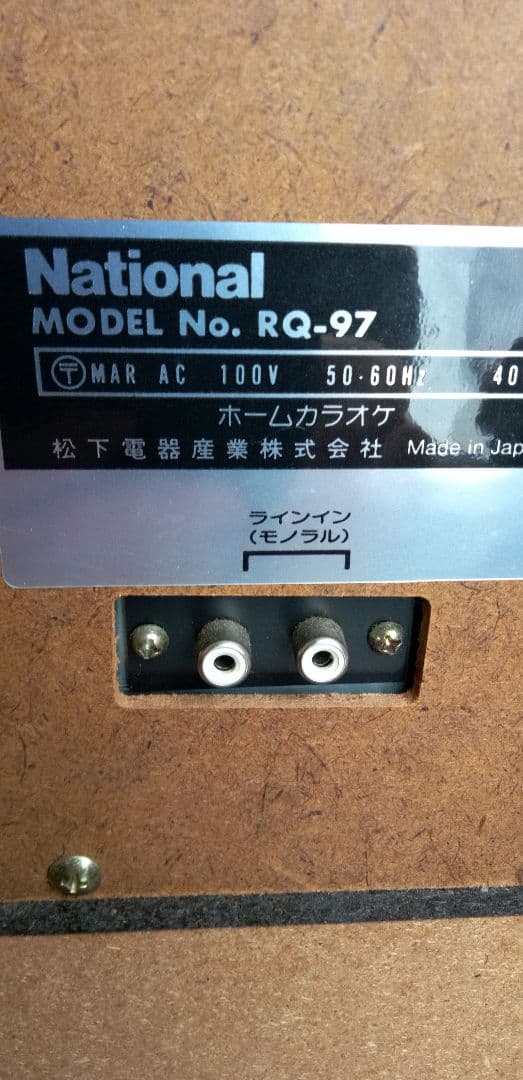 National
MODEL No. RQ-97
〒 MAR AC 100V 50·60Hz 40
ホームカラオケ
松下電器産業株式会社 Made in Jap
ラインイン
(モノラル)